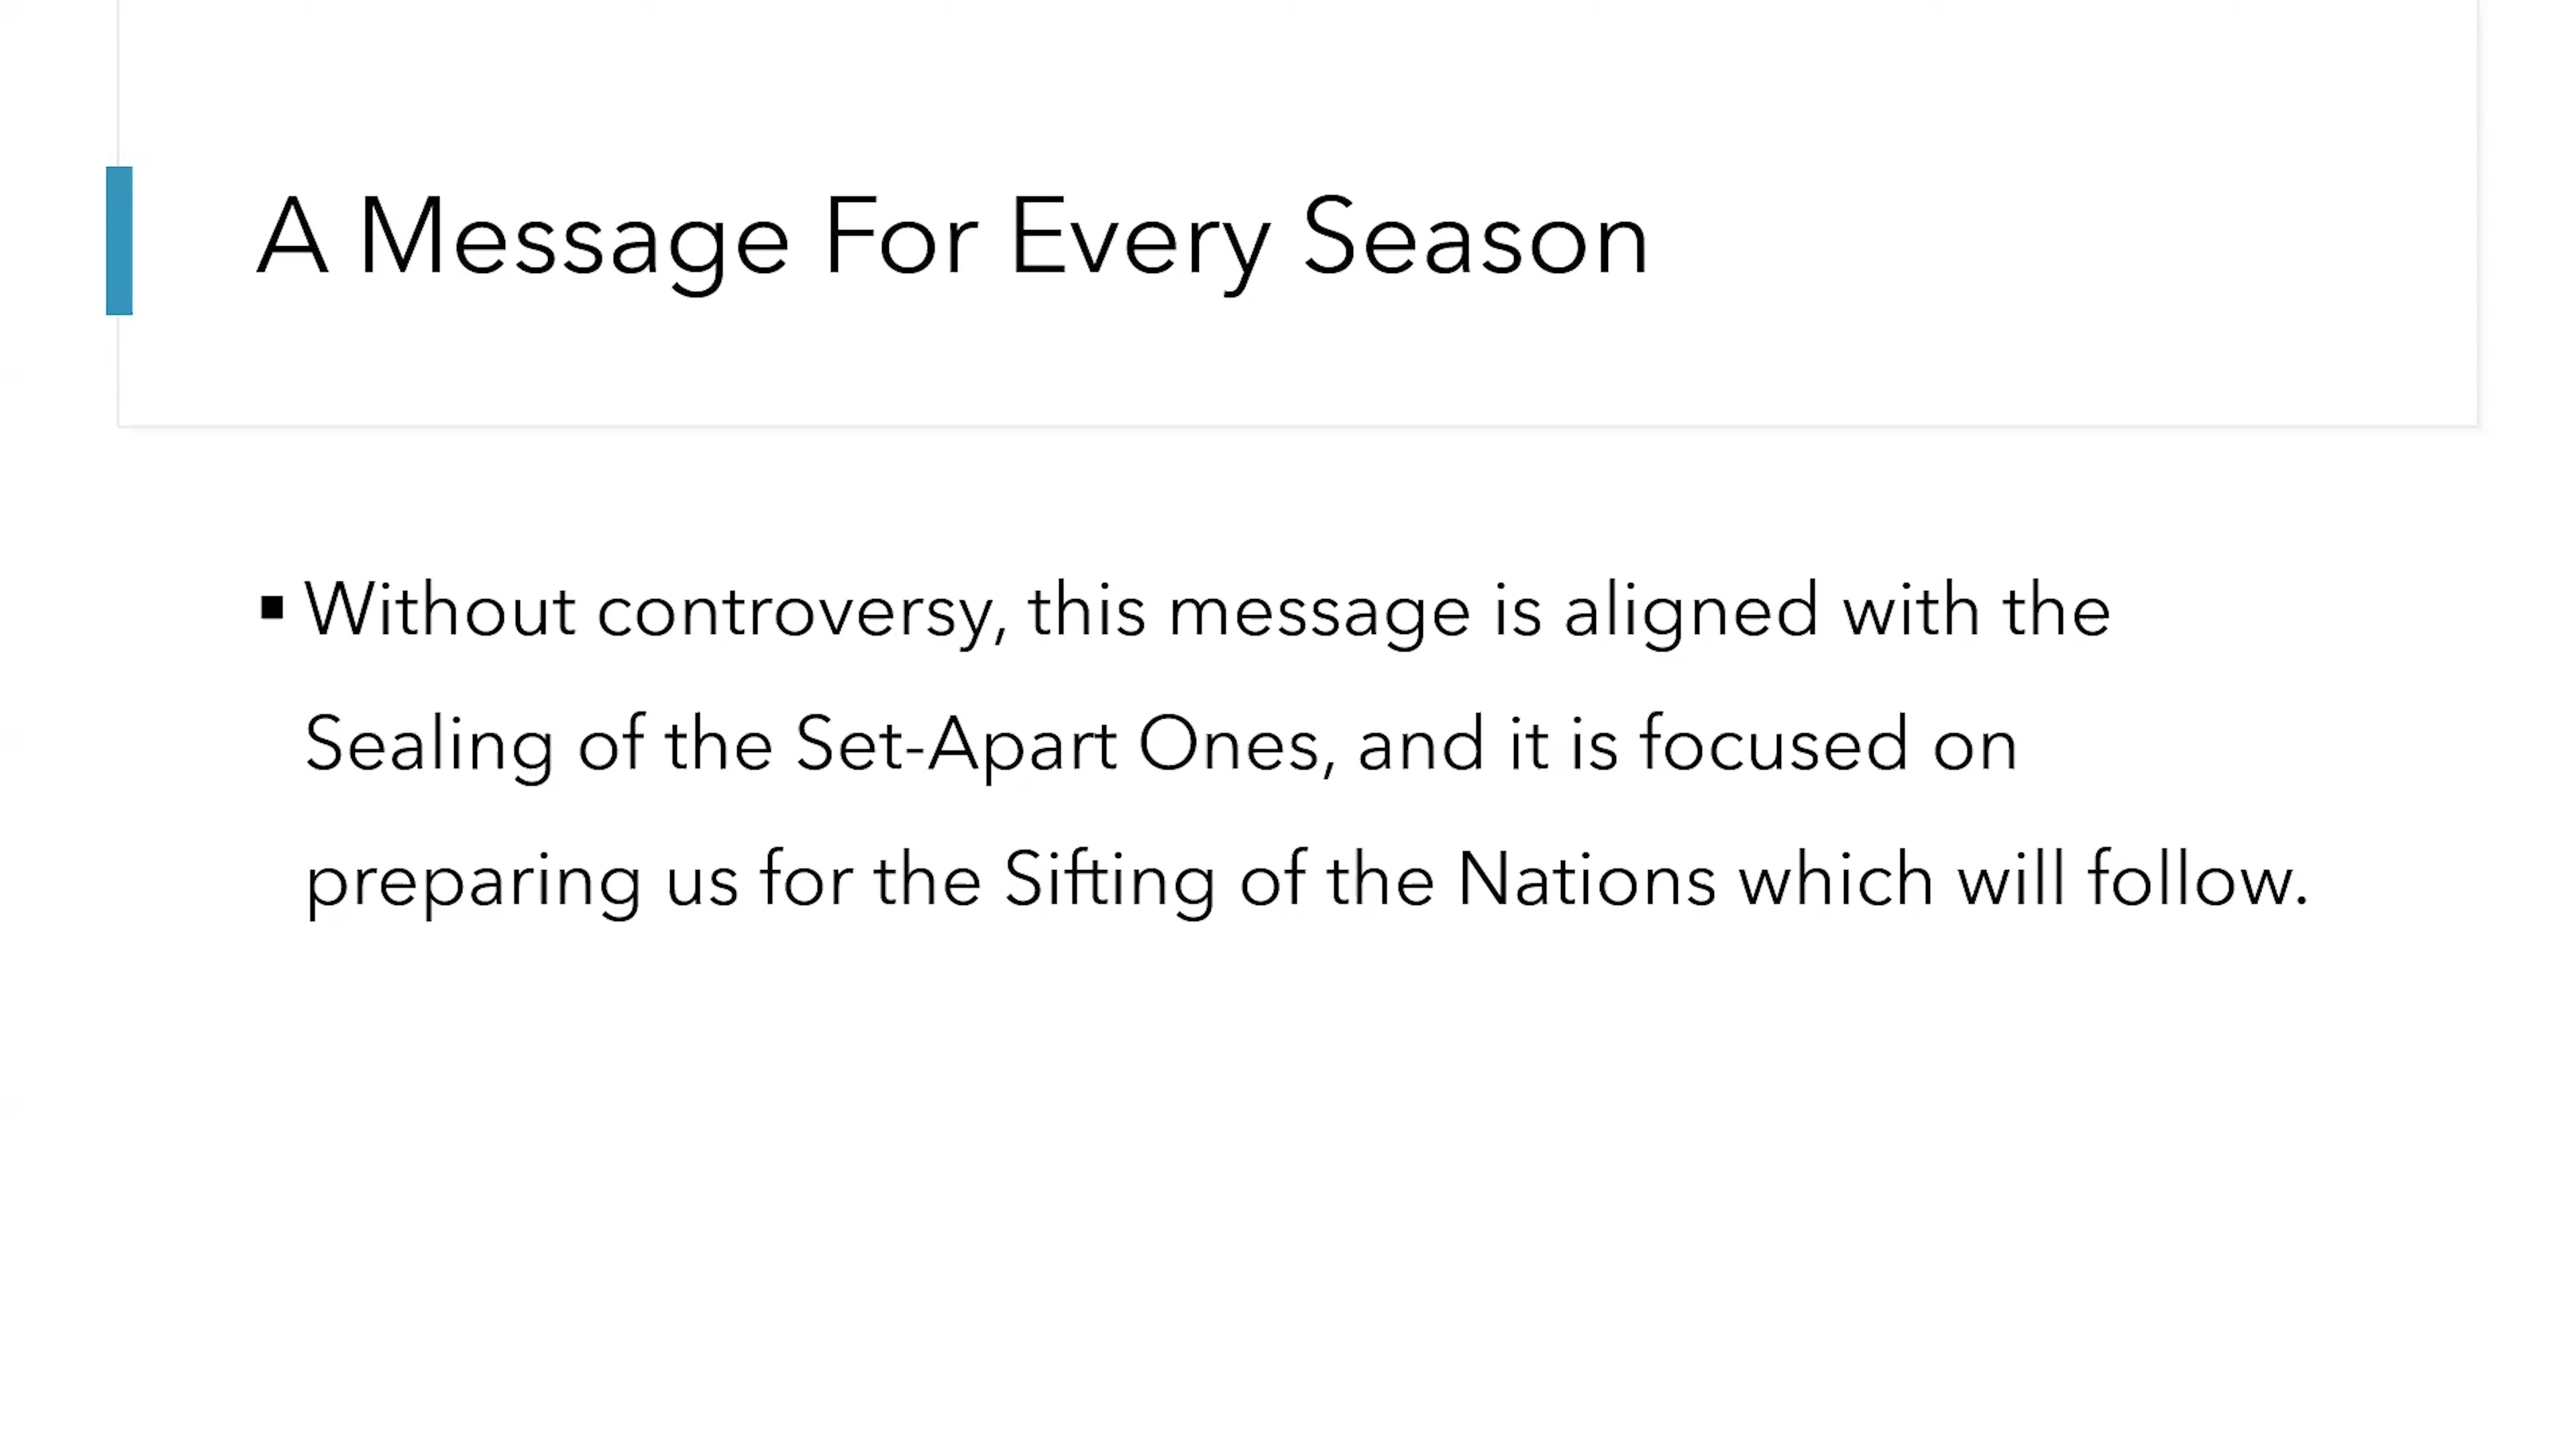 A Message For Every Season
▪ Without controversy, this message is aligned with the
Sealing of the Set-Apart Ones, and it is focused on
preparing us for the Sifting of the Nations which will follow.